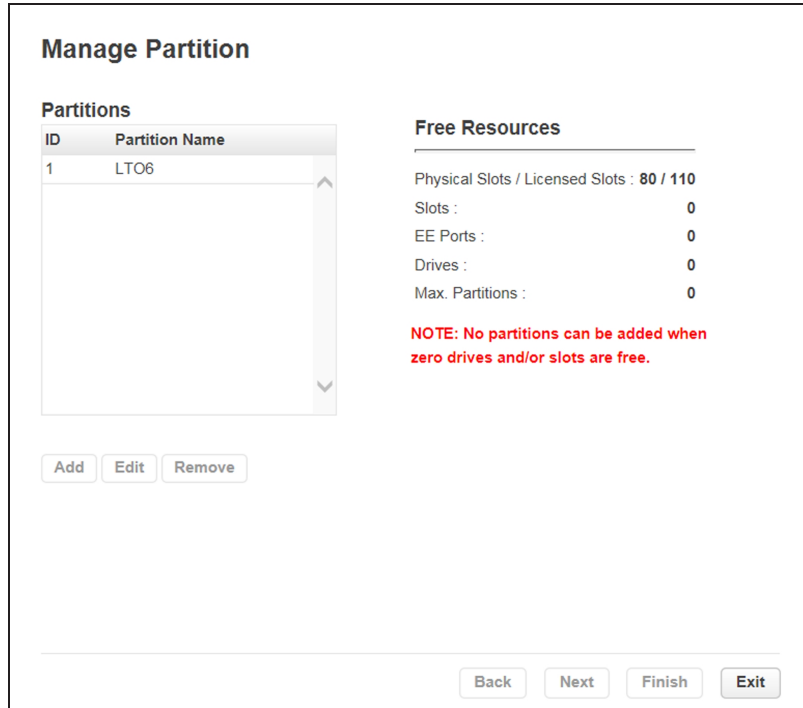 Manage Partition
Partitions
ID Partition Name
1 LTO6
Free Resources
Physical Slots / Licensed Slots : 80 / 110
Slots : 0
EE Ports : 0
Drives : 0
Max. Partitions : 0
NOTE: No partitions can be added when
zero drives and/or slots are free.
Add Edit Remove
Back Next Finish Exit